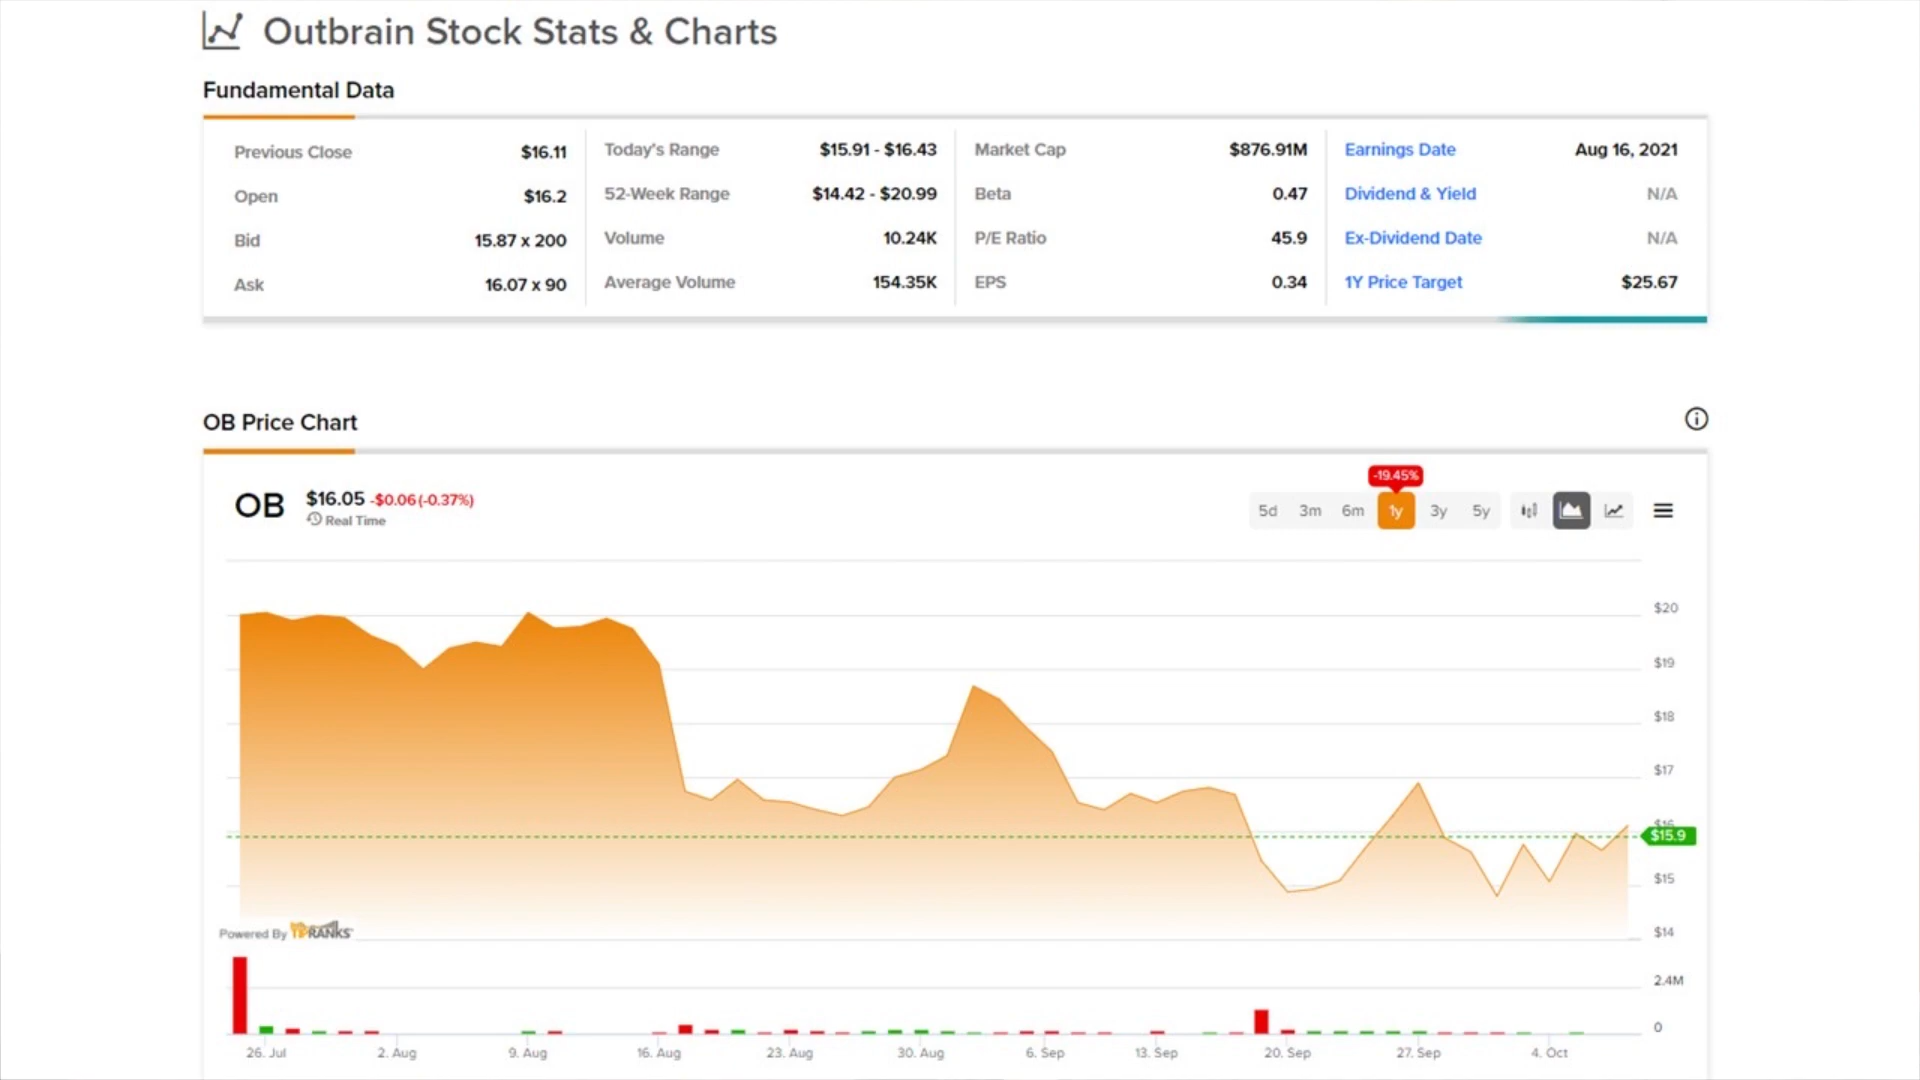 Outbrain Stock Stats & Charts
Fundamental Data
Previous Close $16.11
Open $16.2
Bid 15.87 x 200
Ask 16.07 x 90
Today's Range $15.91 - $16.43
52-Week Range $14.42 - $20.99
Volume 10.24K
Average Volume 154.35K
Market Cap $876.91M
Beta 0.47
P/E Ratio 45.9
EPS 0.34
Earnings Date Aug 16, 2021
Dividend & Yield N/A
Ex-Dividend Date N/A
1Y Price Target $25.67
OB Price Chart
-19.45%
OB $16.05 -$0.06 (-0.37%)
Real Time
5d 3m 6m 1y 3y 5y
$20
$19
$18
$17
$16
$15.9
$15
$14
Powered By TIPRANKS
2.4M
0
26. Jul 2. Aug 9. Aug 16. Aug 23. Aug 30. Aug 6. Sep 13. Sep 20. Sep 27. Sep 4. Oct